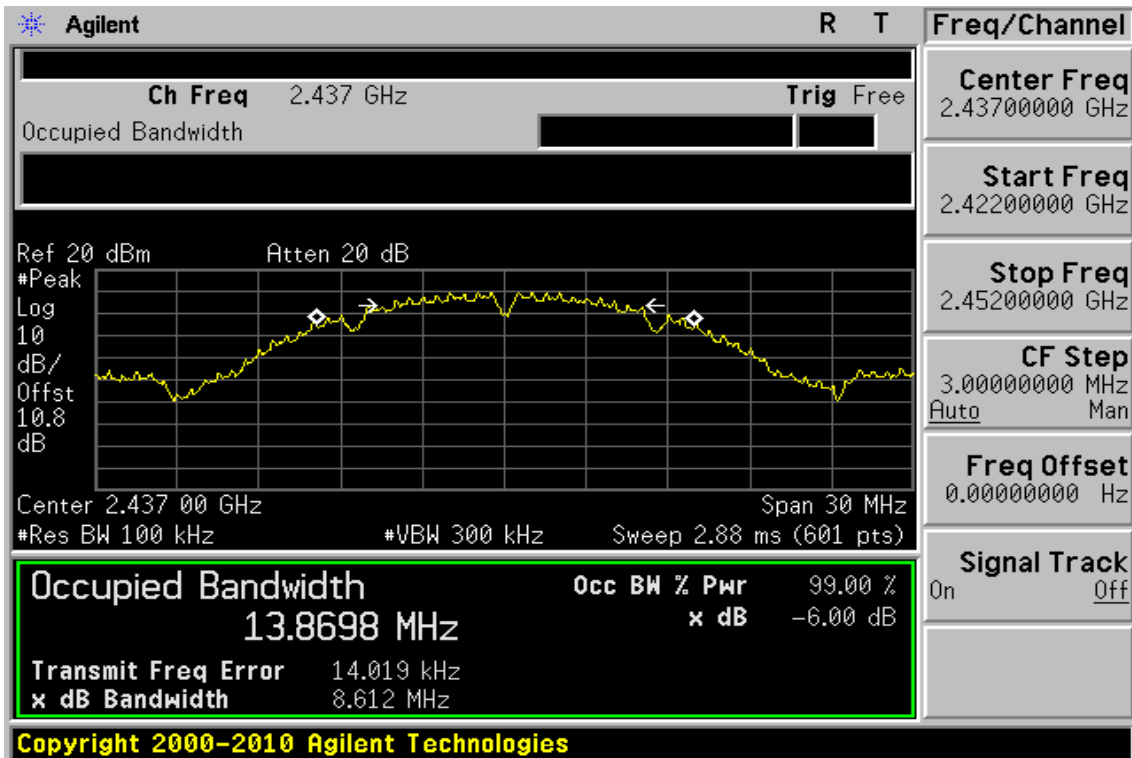 Agilent R T
Ch Freq 2.437 GHz Trig Free
Occupied Bandwidth
Ref 20 dBm Atten 20 dB
#Peak
Log
10
dB/
Offst
10.8
dB
Center 2.437 00 GHz Span 30 MHz
#Res BW 100 kHz #VBW 300 kHz Sweep 2.88 ms (601 pts)
Occupied Bandwidth
13.8698 MHz
Occ BW % Pwr 99.00 %
x dB -6.00 dB
Transmit Freq Error 14.019 kHz
x dB Bandwidth 8.612 MHz
Copyright 2000-2010 Agilent Technologies
Freq/Channel
Center Freq
2.43700000 GHz
Start Freq
2.42200000 GHz
Stop Freq
2.45200000 GHz
CF Step
3.00000000 MHz
Auto Man
Freq Offset
0.00000000 Hz
Signal Track
On Off